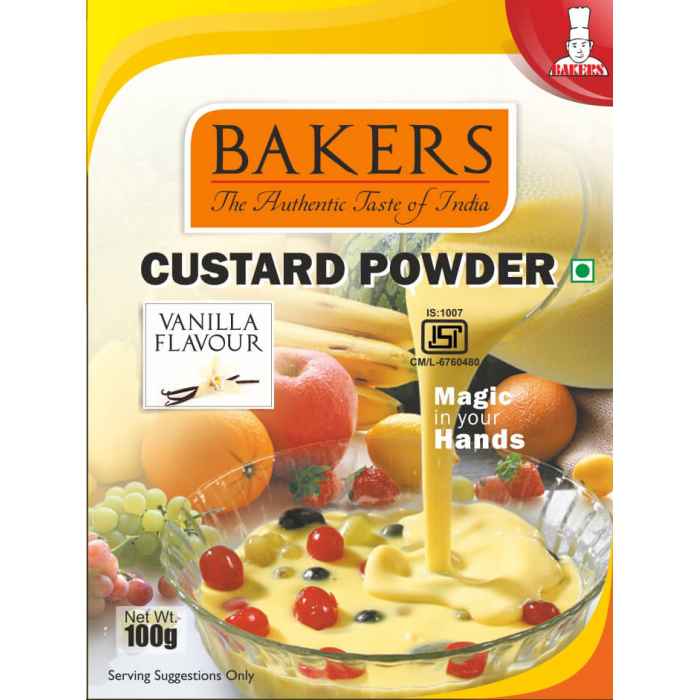 BAKERS
BAKERS
The Authentic Taste of India
CUSTARD POWDER
VANILLA
FLAVOUR
IS:1007
ISI
CM/L-6760480
Magic
in your
Hands
Net Wt.
100g
Serving Suggestions Only